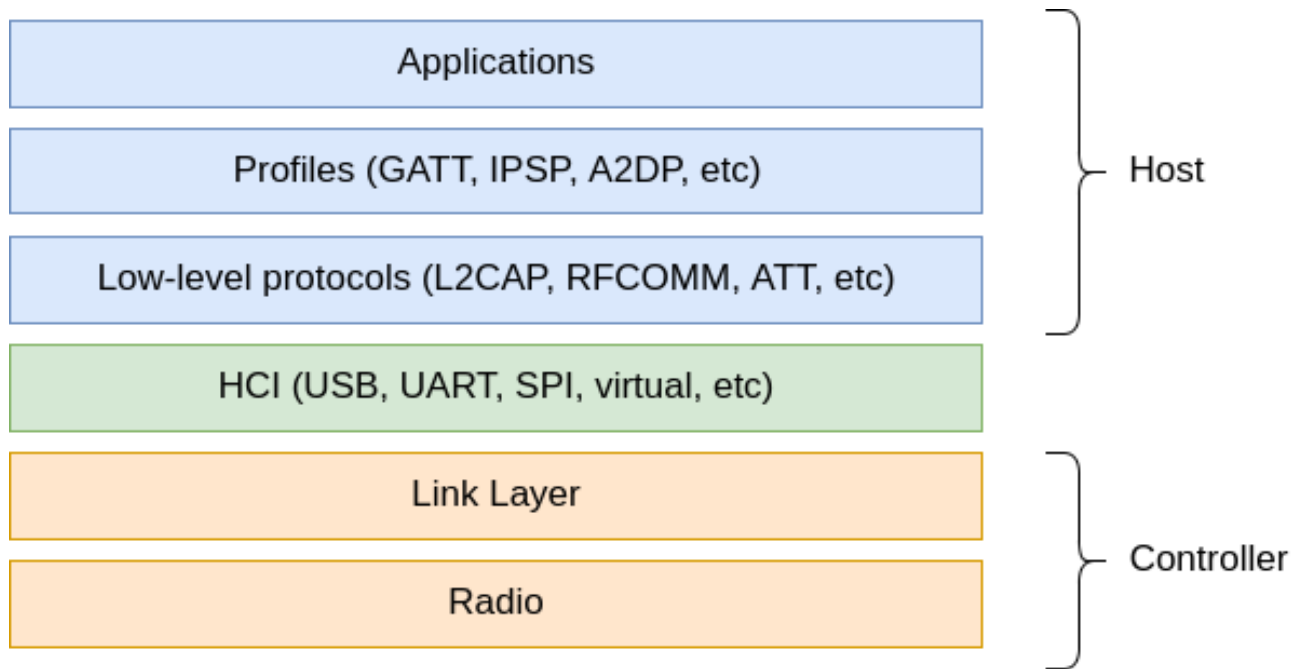 Applications
Profiles (GATT, IPSP, A2DP, etc)
Host
Low-level protocols (L2CAP, RFCOMM, ATT, etc)
HCI (USB, UART, SPI, virtual, etc)
Link Layer
Controller
Radio